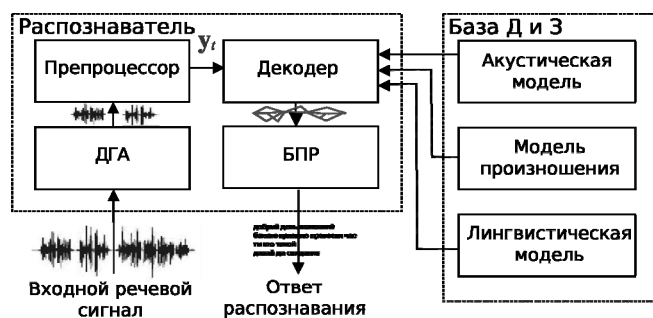 Распознаватель
База Д и З
y_t
Препроцессор
Декодер
Акустическая
модель
ДГА
БПР
Модель
произношения
Лингвистическая
модель
Входной речевой
сигнал
Ответ
распознавания